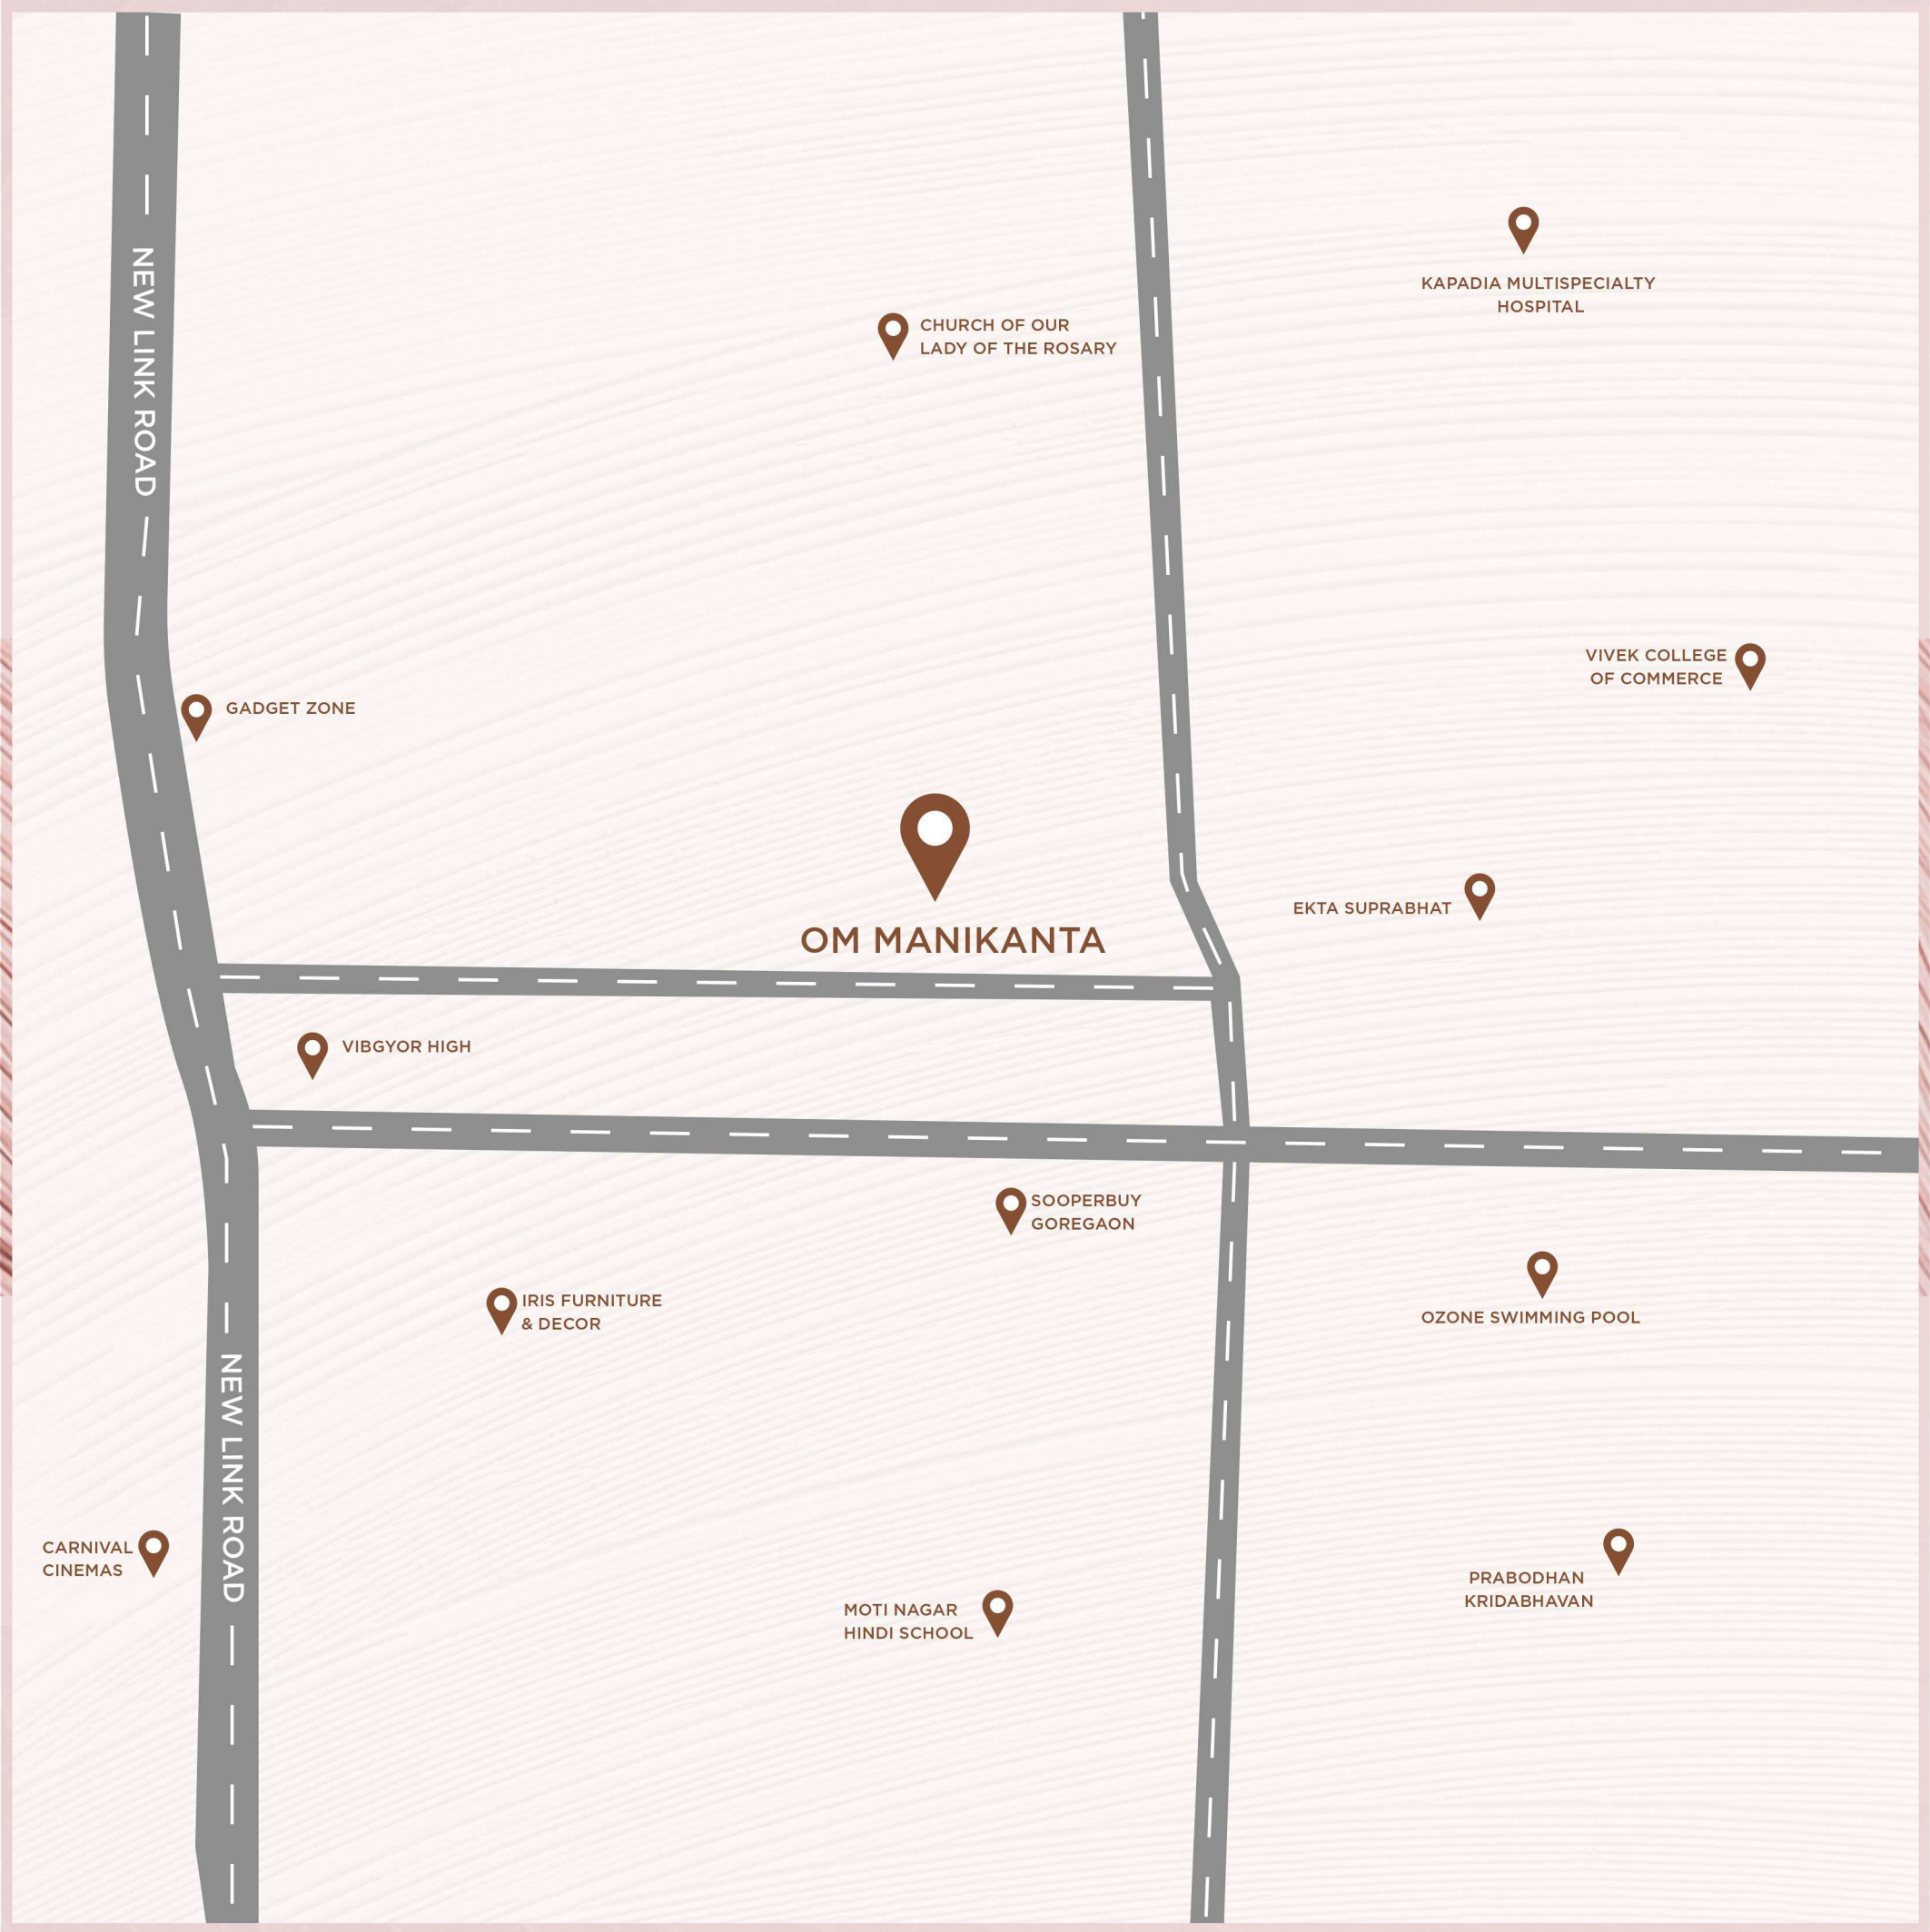 NEW LINK ROAD
KAPADIA MULTISPECIALTY
HOSPITAL
CHURCH OF OUR
LADY OF THE ROSARY
VIVEK COLLEGE
OF COMMERCE
GADGET ZONE
EKTA SUPRABHAT
OM MANIKANTA
VIBGYOR HIGH
SOOPERBUY
GOREGAON
IRIS FURNITURE
& DECOR
OZONE SWIMMING POOL
NEW LINK ROAD
CARNIVAL
CINEMAS
PRABODHAN
KRIDABHAVAN
MOTI NAGAR
HINDI SCHOOL